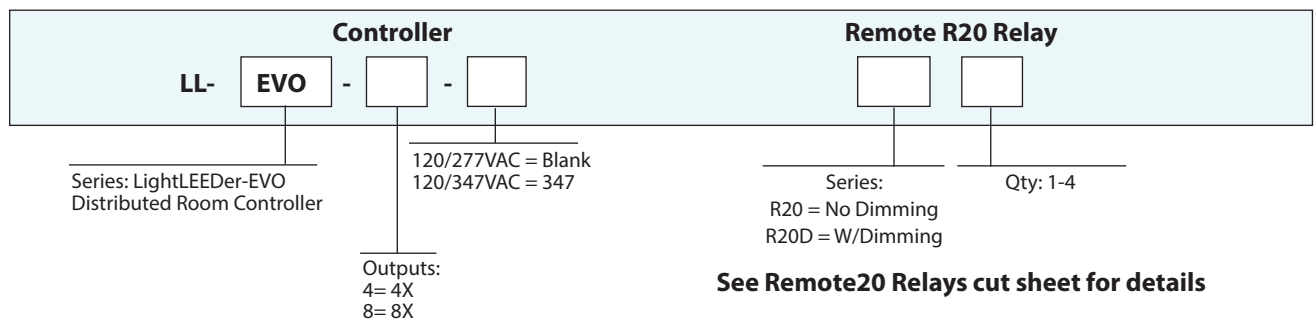 Controller
Remote R20 Relay
LL- EVO - -
120/277VAC = Blank
120/347VAC = 347
Series: LightLEEDer-EVO
Distributed Room Controller
Series:
R20 = No Dimming
R20D = W/Dimming
Qty: 1-4
Outputs:
4= 4X
8= 8X
See Remote20 Relays cut sheet for details